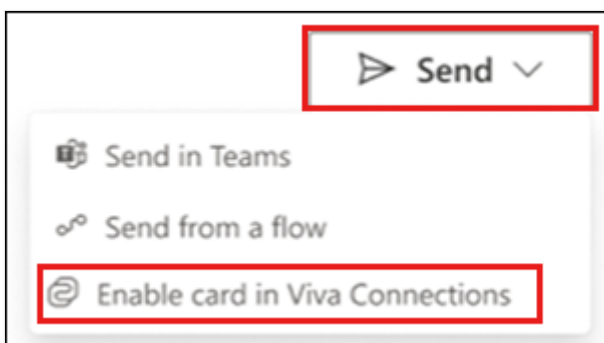 Send
Send in Teams
Send from a flow
Enable card in Viva Connections